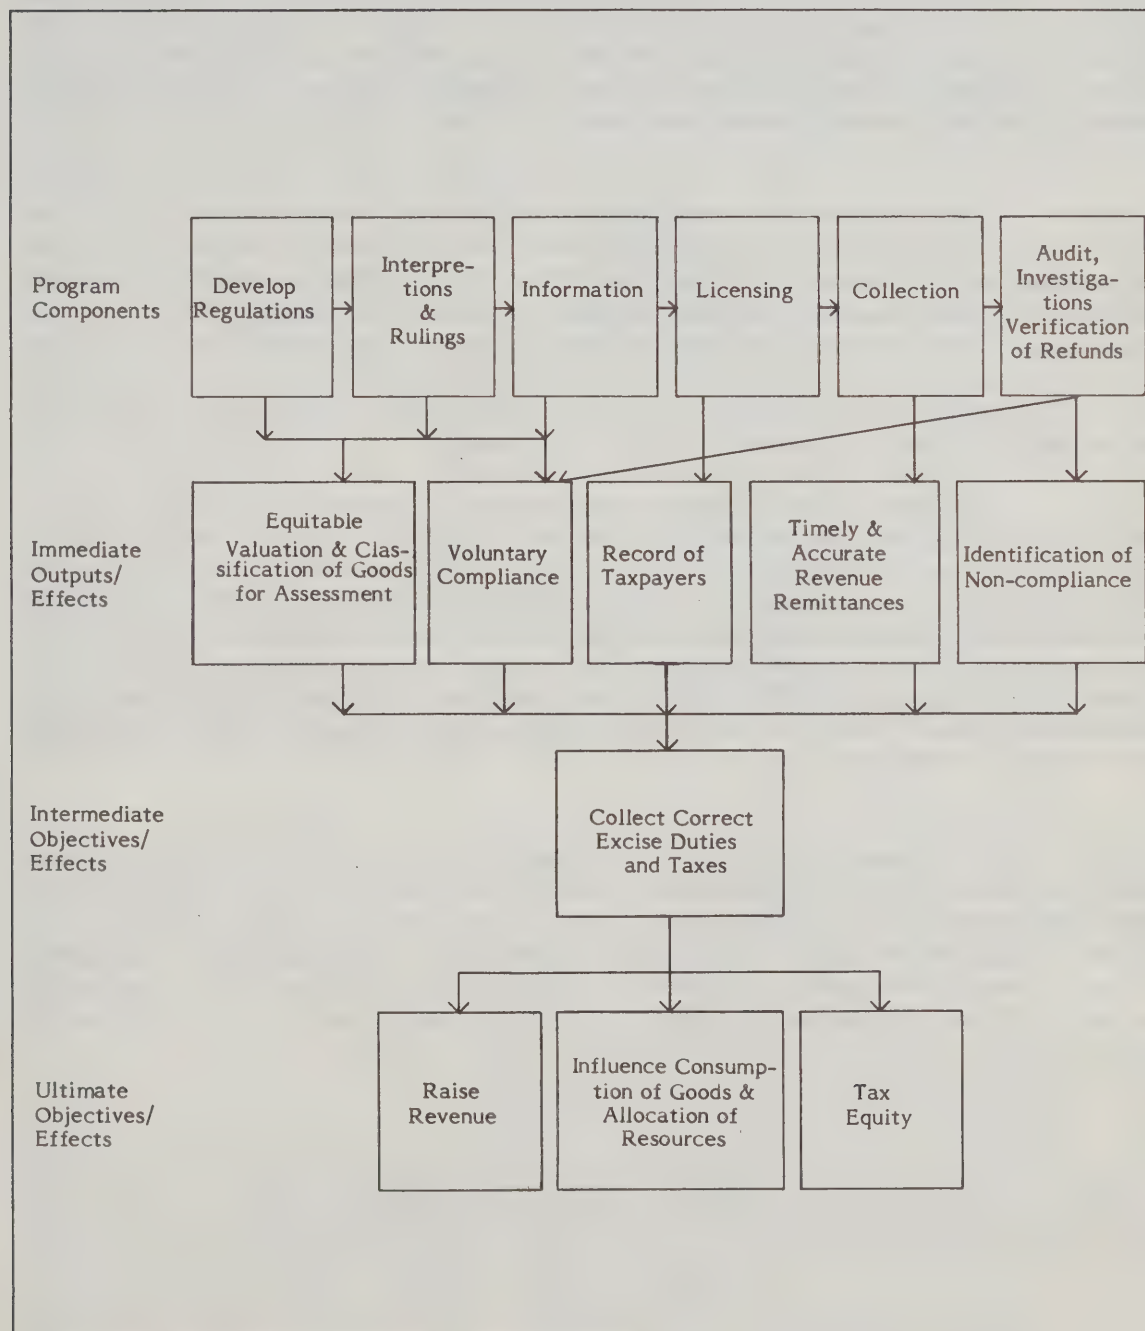 Program
Components
Develop
Regulations
Interpre-
tions
&
Rulings
Information
Licensing
Collection
Audit,
Investiga-
tions
Verification
of Refunds
Immediate
Outputs/
Effects
Equitable
Valuation & Clas-
sification of Goods
for Assessment
Voluntary
Compliance
Record of
Taxpayers
Timely &
Accurate
Revenue
Remittances
Identification of
Non-compliance
Intermediate
Objectives/
Effects
Collect Correct
Excise Duties
and Taxes
Ultimate
Objectives/
Effects
Raise
Revenue
Influence Consump-
tion of Goods &
Allocation of
Resources
Tax
Equity